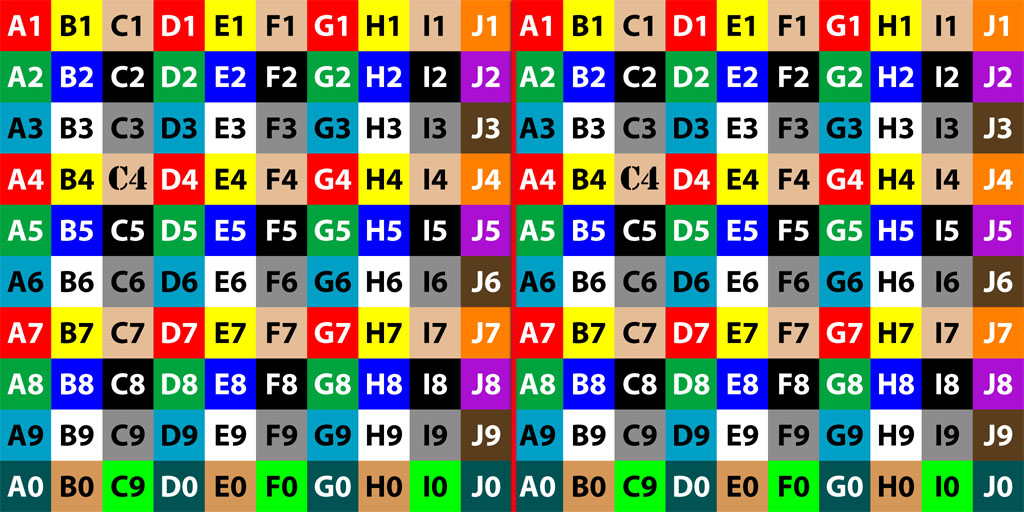 A1 B1 C1 D1 E1 F1 G1 H1 I1 J1 A1 B1 C1 D1 E1 F1 G1 H1 I1 J1
A2 B2 C2 D2 E2 F2 G2 H2 I2 J2 A2 B2 C2 D2 E2 F2 G2 H2 I2 J2
A3 B3 C3 D3 E3 F3 G3 H3 I3 J3 A3 B3 C3 D3 E3 F3 G3 H3 I3 J3
A4 B4 C4 D4 E4 F4 G4 H4 I4 J4 A4 B4 C4 D4 E4 F4 G4 H4 I4 J4
A5 B5 C5 D5 E5 F5 G5 H5 I5 J5 A5 B5 C5 D5 E5 F5 G5 H5 I5 J5
A6 B6 C6 D6 E6 F6 G6 H6 I6 J6 A6 B6 C6 D6 E6 F6 G6 H6 I6 J6
A7 B7 C7 D7 E7 F7 G7 H7 I7 J7 A7 B7 C7 D7 E7 F7 G7 H7 I7 J7
A8 B8 C8 D8 E8 F8 G8 H8 I8 J8 A8 B8 C8 D8 E8 F8 G8 H8 I8 J8
A9 B9 C9 D9 E9 F9 G9 H9 I9 J9 A9 B9 C9 D9 E9 F9 G9 H9 I9 J9
A0 B0 C9 D0 E0 F0 G0 H0 I0 J0 A0 B0 C9 D0 E0 F0 G0 H0 I0 J0